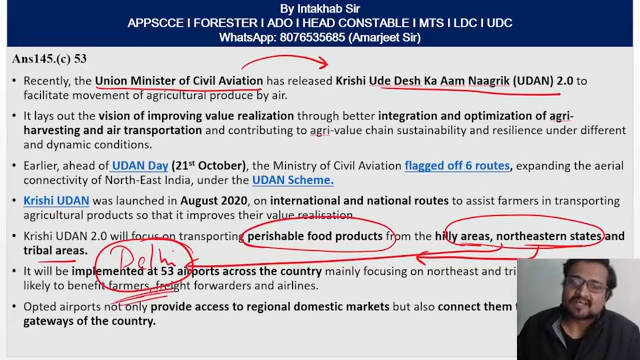 By Intakhab Sir
APPSCCE I FORESTER I ADO I HEAD CONSTABLE I MTS I LDC I UDC
WhatsApp: 8076535685 (Amarjeet Sir)
Ans145.(c) 53
• Recently, the Union Minister of Civil Aviation has released Krishi Ude Desh Ka Aam Naagrik (UDAN) 2.0 to
facilitate movement of agricultural produce by air.
• It lays out the vision of improving value realization through better integration and optimization of agri-
harvesting and air transportation and contributing to agri-value chain sustainability and resilience under different
and dynamic conditions.
• Earlier, ahead of UDAN Day (21st October), the Ministry of Civil Aviation flagged off 6 routes, expanding the aerial
connectivity of North-East India, under the UDAN Scheme.
• Krishi UDAN was launched in August 2020, on international and national routes to assist farmers in transporting
agricultural products so that it improves their value realisation.
• Krishi UDAN 2.0 will focus on transporting perishable food products from the hilly areas, northeastern states and
tribal areas.
Delhi
• It will be implemented at 53 airports across the country mainly focusing on northeast and tri
likely to benefit farmers, freight forwarders and airlines.
• Opted airports not only provide access to regional domestic markets but also connect them
gateways of the country.